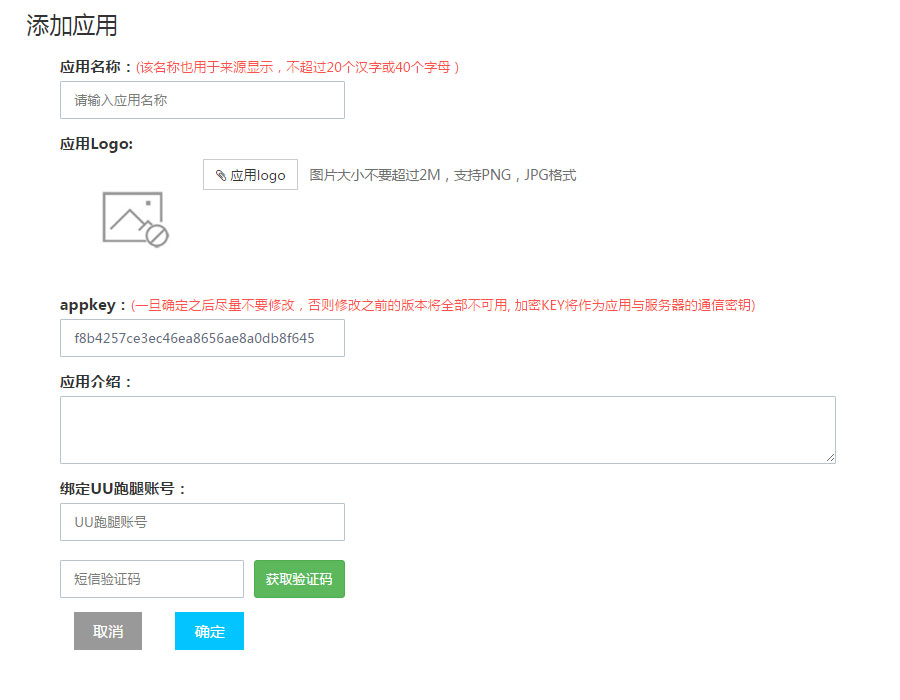 添加应用
应用名称：(该名称也用于来源显示，不超过20个汉字或40个字母 )
请输入应用名称
应用Logo:
应用logo 图片大小不要超过2M，支持PNG，JPG格式
appkey：(一旦确定之后尽量不要修改，否则修改之前的版本将全部不可用, 加密KEY将作为应用与服务器的通信密钥)
f8b4257ce3ec46ea8656ae8a0db8f645
应用介绍：
绑定UU跑腿账号：
UU跑腿账号
短信验证码 获取验证码
取消 确定